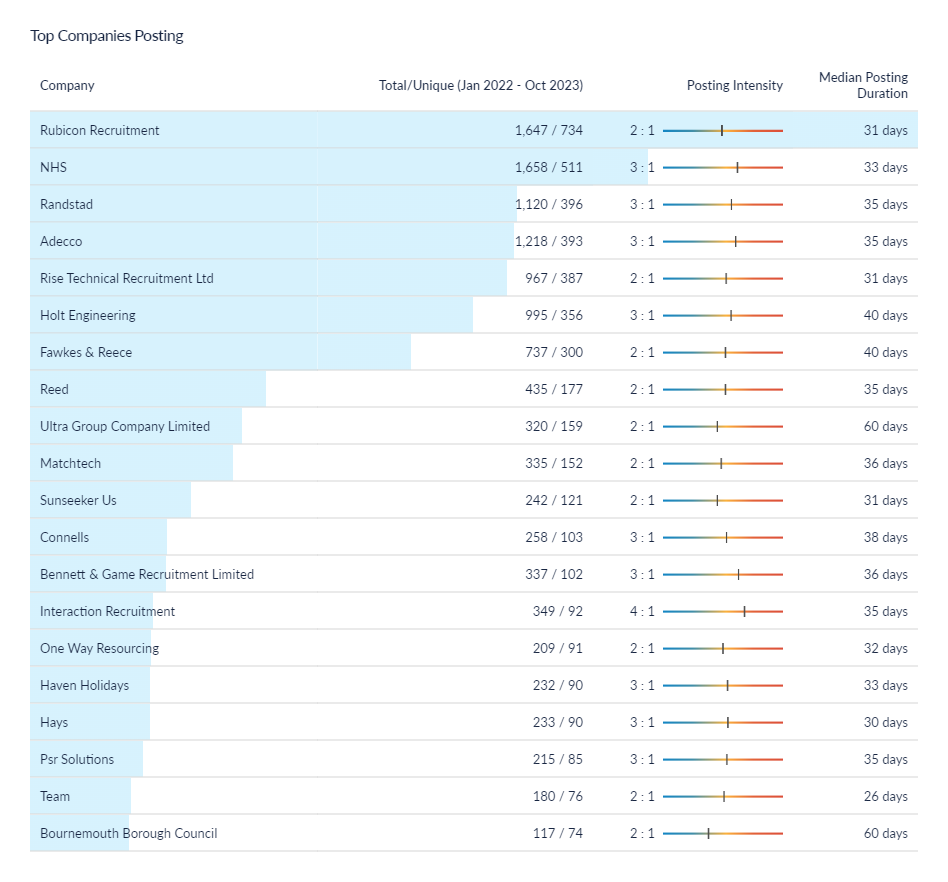 Top Companies Posting
Company Total/Unique (Jan 2022 - Oct 2023) Posting Intensity Median Posting Duration
Rubicon Recruitment 1,647 / 734 2 : 1 31 days
NHS 1,658 / 511 3 : 1 33 days
Randstad 1,120 / 396 3 : 1 35 days
Adecco 1,218 / 393 3 : 1 35 days
Rise Technical Recruitment Ltd 967 / 387 2 : 1 31 days
Holt Engineering 995 / 356 3 : 1 40 days
Fawkes & Reece 737 / 300 2 : 1 40 days
Reed 435 / 177 2 : 1 35 days
Ultra Group Company Limited 320 / 159 2 : 1 60 days
Matchtech 335 / 152 2 : 1 36 days
Sunseeker Us 242 / 121 2 : 1 31 days
Connells 258 / 103 3 : 1 38 days
Bennett & Game Recruitment Limited 337 / 102 3 : 1 36 days
Interaction Recruitment 349 / 92 4 : 1 35 days
One Way Resourcing 209 / 91 2 : 1 32 days
Haven Holidays 232 / 90 3 : 1 33 days
Hays 233 / 90 3 : 1 30 days
Psr Solutions 215 / 85 3 : 1 35 days
Team 180 / 76 2 : 1 26 days
Bournemouth Borough Council 117 / 74 2 : 1 60 days